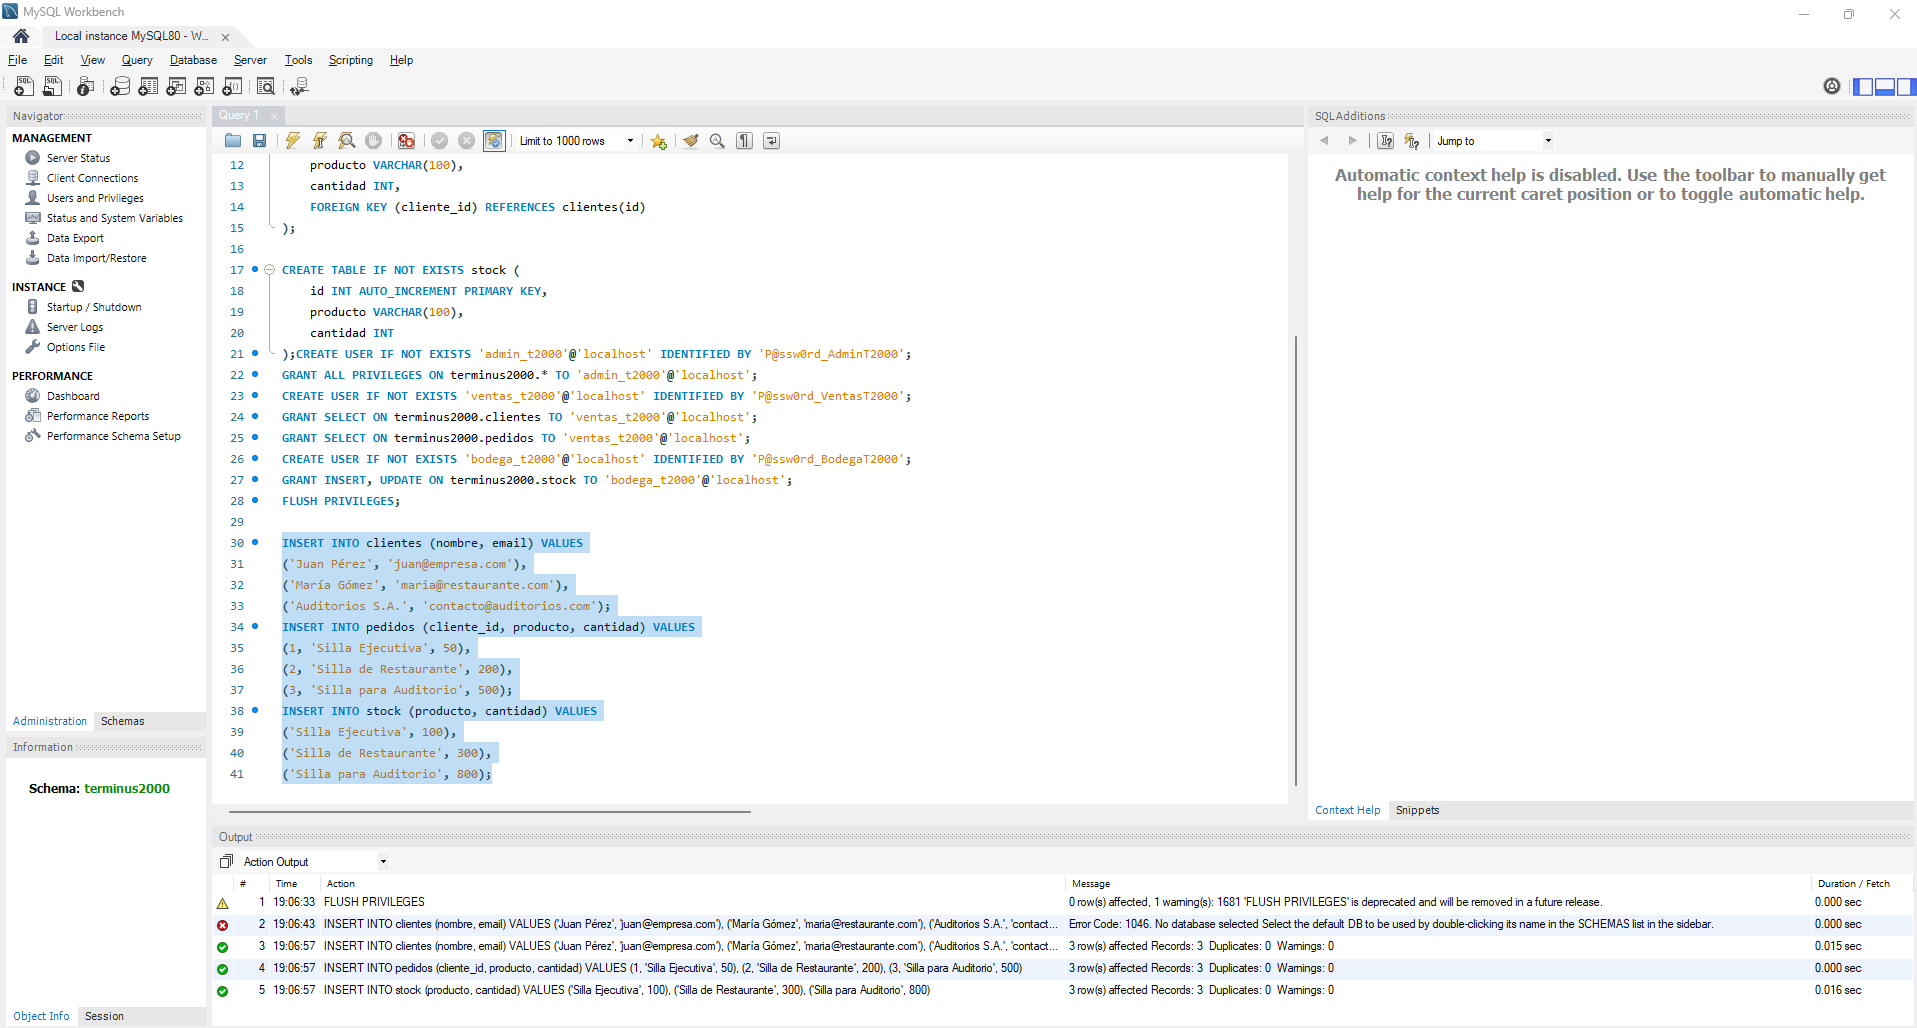 MySQL Workbench
Local instance MySQL80 - W...
File Edit View Query Database Server Tools Scripting Help
Navigator
MANAGEMENT
Server Status
Client Connections
Users and Privileges
Status and System Variables
Data Export
Data Import/Restore
INSTANCE
Startup / Shutdown
Server Logs
Options File
PERFORMANCE
Dashboard
Performance Reports
Performance Schema Setup
Administration Schemas
Information
Schema: terminus2000
Object Info Session
Query 1
Limit to 1000 rows
12 producto VARCHAR(100),
13 cantidad INT,
14 FOREIGN KEY (cliente_id) REFERENCES clientes(id)
15 );
16
17 CREATE TABLE IF NOT EXISTS stock (
18 id INT AUTO_INCREMENT PRIMARY KEY,
19 producto VARCHAR(100),
20 cantidad INT
21 );CREATE USER IF NOT EXISTS 'admin_t2000'@'localhost' IDENTIFIED BY 'P@ssw0rd_AdminT2000';
22 GRANT ALL PRIVILEGES ON terminus2000.* TO 'admin_t2000'@'localhost';
23 CREATE USER IF NOT EXISTS 'ventas_t2000'@'localhost' IDENTIFIED BY 'P@ssw0rd_VentasT2000';
24 GRANT SELECT ON terminus2000.clientes TO 'ventas_t2000'@'localhost';
25 GRANT SELECT ON terminus2000.pedidos TO 'ventas_t2000'@'localhost';
26 CREATE USER IF NOT EXISTS 'bodega_t2000'@'localhost' IDENTIFIED BY 'P@ssw0rd_BodegaT2000';
27 GRANT INSERT, UPDATE ON terminus2000.stock TO 'bodega_t2000'@'localhost';
28 FLUSH PRIVILEGES;
29
30 INSERT INTO clientes (nombre, email) VALUES
31 ('Juan Pérez', 'juan@empresa.com'),
32 ('María Gómez', 'maria@restaurante.com'),
33 ('Auditorios S.A.', 'contacto@auditorios.com');
34 INSERT INTO pedidos (cliente_id, producto, cantidad) VALUES
35 (1, 'Silla Ejecutiva', 50),
36 (2, 'Silla de Restaurante', 200),
37 (3, 'Silla para Auditorio', 500);
38 INSERT INTO stock (producto, cantidad) VALUES
39 ('Silla Ejecutiva', 100),
40 ('Silla de Restaurante', 300),
41 ('Silla para Auditorio', 800);
SQLAdditions
Jump to
Automatic context help is disabled. Use the toolbar to manually get
help for the current caret position or to toggle automatic help.
Context Help Snippets
Output
Action Output
# Time Action Message Duration / Fetch
1 19:06:33 FLUSH PRIVILEGES 0 row(s) affected, 1 warning(s): 1681 'FLUSH PRIVILEGES' is deprecated and will be removed in a future release. 0.000 sec
2 19:06:43 INSERT INTO clientes (nombre, email) VALUES ('Juan Pérez', 'juan@empresa.com'), ('María Gómez', 'maria@restaurante.com'), ('Auditorios S.A.', 'contact... Error Code: 1046. No database selected Select the default DB to be used by double-clicking its name in the SCHEMAS list in the sidebar. 0.000 sec
3 19:06:57 INSERT INTO clientes (nombre, email) VALUES ('Juan Pérez', 'juan@empresa.com'), ('María Gómez', 'maria@restaurante.com'), ('Auditorios S.A.', 'contact... 3 row(s) affected Records: 3 Duplicates: 0 Warnings: 0 0.015 sec
4 19:06:57 INSERT INTO pedidos (cliente_id, producto, cantidad) VALUES (1, 'Silla Ejecutiva', 50), (2, 'Silla de Restaurante', 200), (3, 'Silla para Auditorio', 500) 3 row(s) affected Records: 3 Duplicates: 0 Warnings: 0 0.000 sec
5 19:06:57 INSERT INTO stock (producto, cantidad) VALUES ('Silla Ejecutiva', 100), ('Silla de Restaurante', 300), ('Silla para Auditorio', 800) 3 row(s) affected Records: 3 Duplicates: 0 Warnings: 0 0.016 sec